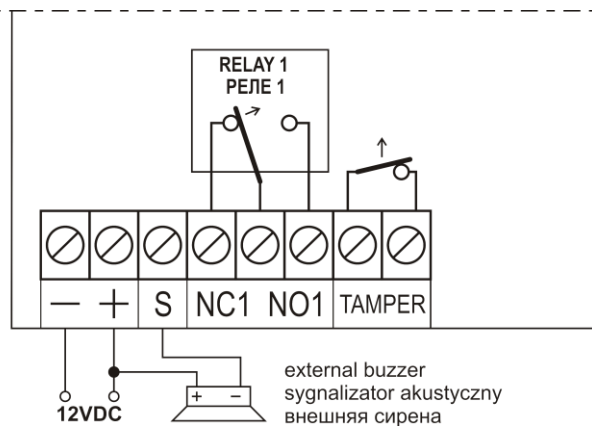 RELAY 1
РЕЛЕ 1
— + S NC1 NO1 TAMPER
12VDC
+ −
external buzzer
sygnalizator akustyczny
внешняя сирена